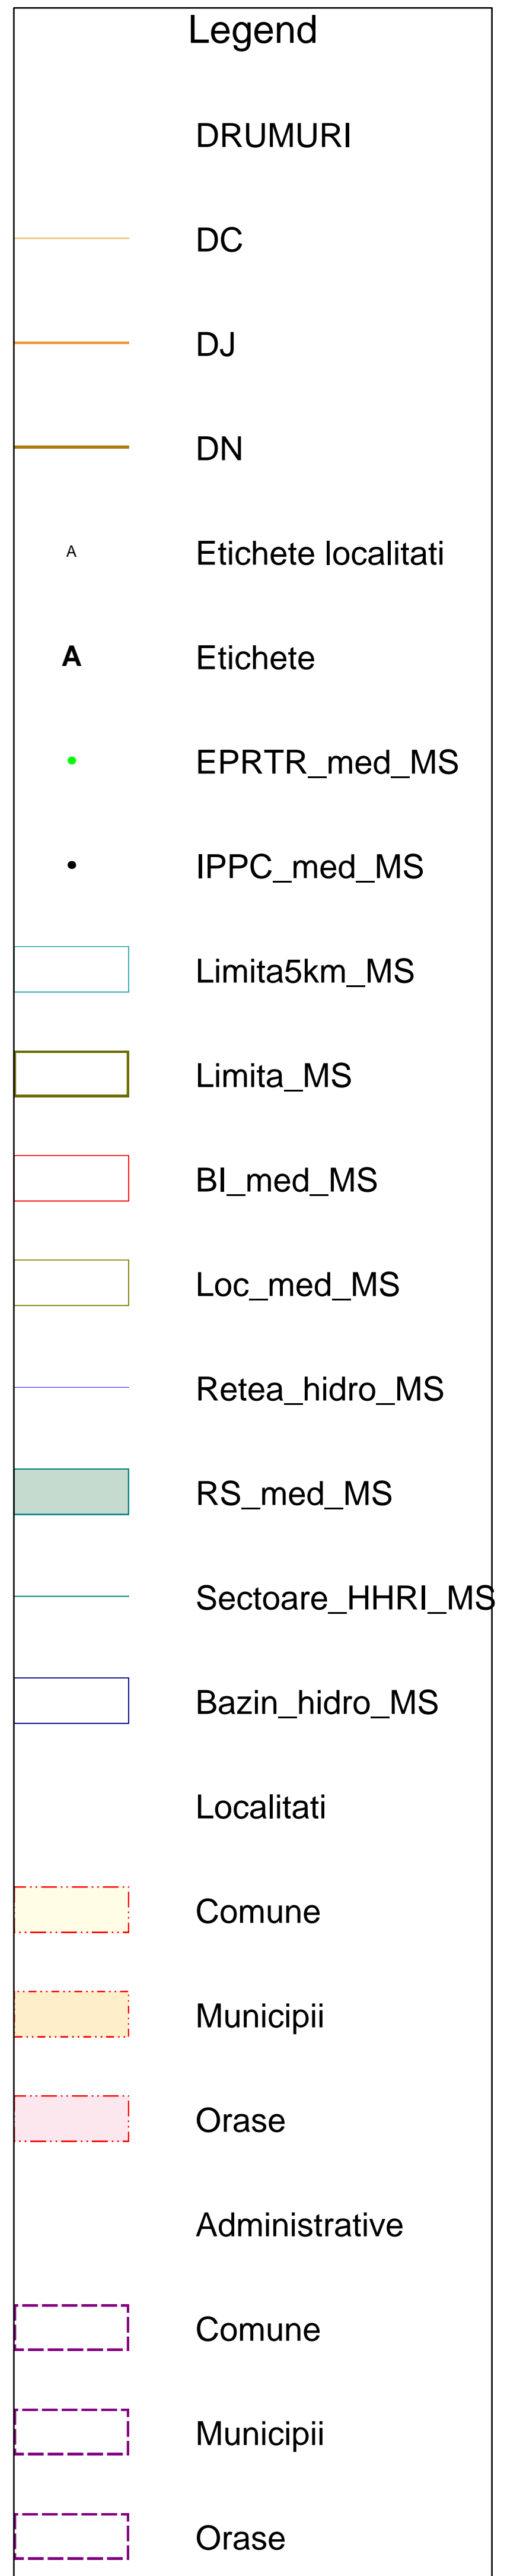 Legend
DRUMURI
DC
DJ
DN
A Etichete localitati
A Etichete
EPRTR_med_MS
IPPC_med_MS
Limita5km_MS
Limita_MS
BI_med_MS
Loc_med_MS
Retea_hidro_MS
RS_med_MS
Sectoare_HHRI_MS
Bazin_hidro_MS
Localitati
Comune
Municipii
Orase
Administrative
Comune
Municipii
Orase